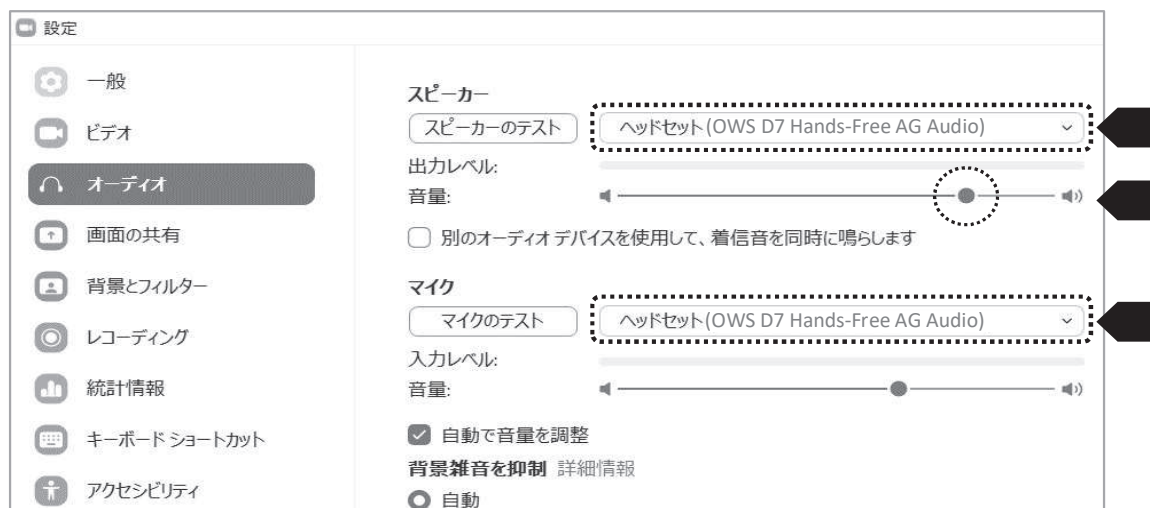 設定
一般
ビデオ
オーディオ
画面の共有
背景とフィルター
レコーディング
統計情報
キーボード ショートカット
アクセシビリティ
スピーカー
スピーカーのテスト ヘッドセット(OWS D7 Hands-Free AG Audio)
出力レベル:
音量:
別のオーディオ デバイスを使用して、着信音を同時に鳴らします
マイク
マイクのテスト ヘッドセット(OWS D7 Hands-Free AG Audio)
入力レベル:
音量:
自動で音量を調整
背景雑音を抑制 詳細情報
自動